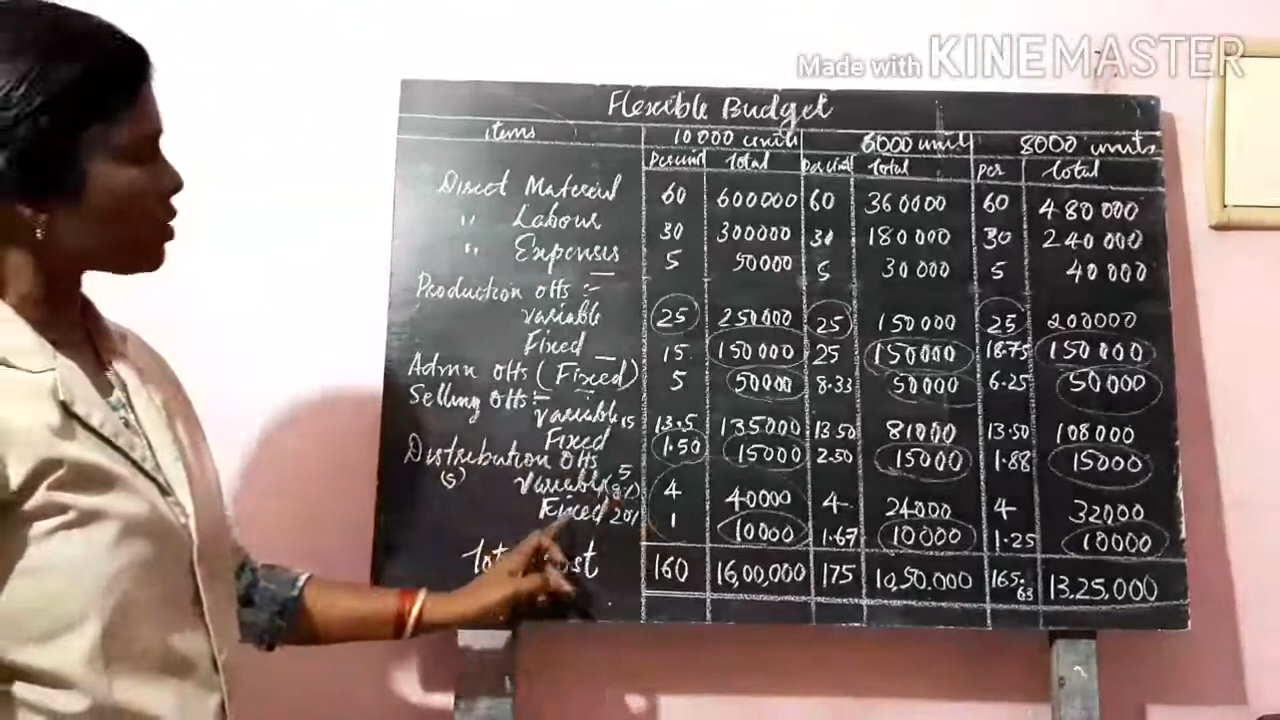 Made with KINEMASTER
Flexible Budget
items 10000 units 6000 unit 8000 units
Per unit Total Per unit Total per Total
Direct Material 60 600000 60 360000 60 480000
" Labour 30 300000 30 180000 30 240000
" Expenses 5 50000 5 30000 5 40000
Production OHs :-
variable 25 250000 25 150000 25 200000
Fixed 15 150000 25 150000 18.75 150000
Admn OHs (Fixed) 5 50000 8.33 50000 6.25 50000
Selling OHs :-
Variable 15 13.5 135000 13.50 81000 13.50 108000
Fixed 1.50 15000 2.50 15000 1.88 15000
Distribution OHs
(5) Variable 4 40000 4 24000 4 32000
Fixed 20% 1 10000 1.67 10000 1.25 10000
Total Cost 160 16,00,000 175 10,50.000 165.63 13,25,000